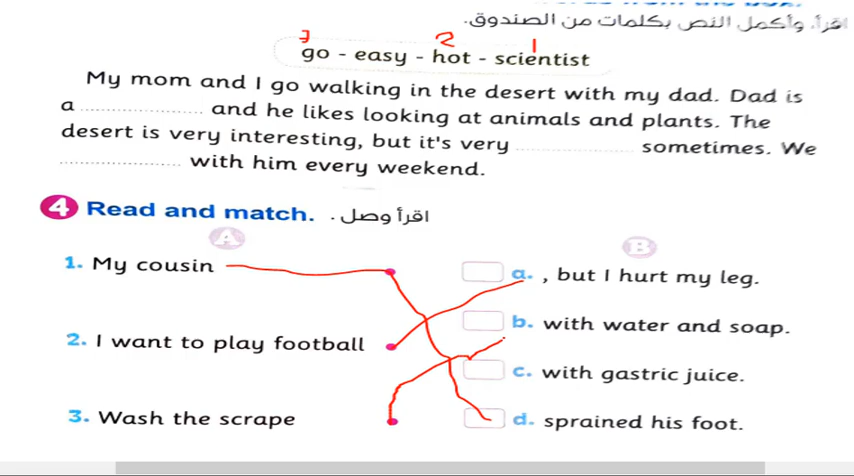 اقرأ، وأكمل النص بكلمات من الصندوق.
3 2 1
go - easy - hot - scientist
My mom and I go walking in the desert with my dad. Dad is
a .................... and he likes looking at animals and plants. The
desert is very interesting, but it's very .................... sometimes. We
.................... with him every weekend.
4 Read and match. اقرأ وصل .
A B
1. My cousin a. , but I hurt my leg.
b. with water and soap.
2. I want to play football
c. with gastric juice.
3. Wash the scrape d. sprained his foot.